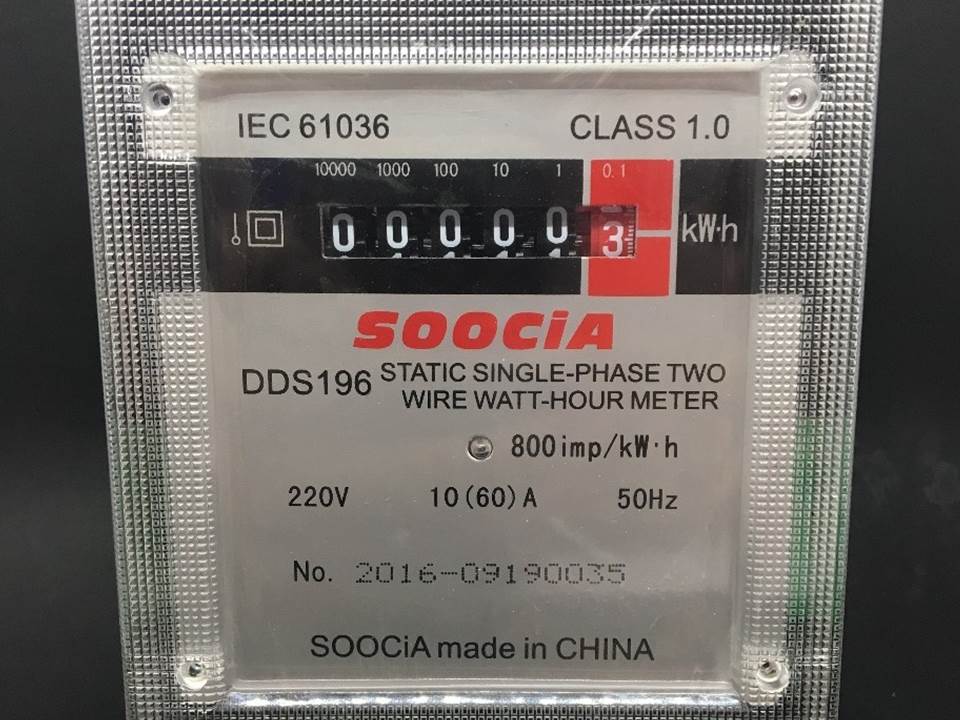 IEC 61036 CLASS 1.0
10000 1000 100 10 1 0.1
0 0 0 0 0 3 kW·h
SOOCiA
DDS196 STATIC SINGLE-PHASE TWO
WIRE WATT-HOUR METER
800imp/kW·h
220V 10(60)A 50Hz
No. 2016-09190035
SOOCiA made in CHINA